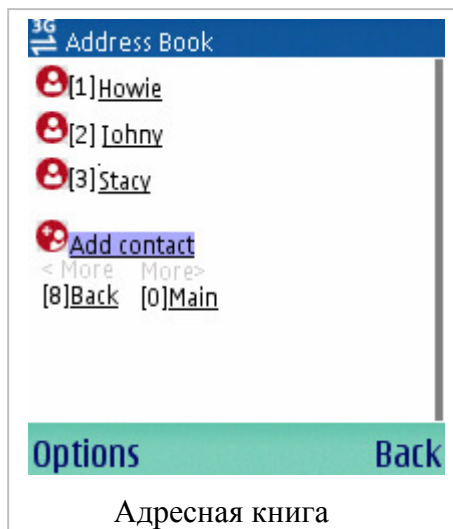 3G
Address Book
[1]Howie
[2]Iohny
[3]Stacy
Add contact
< More More>
[8]Back [0]Main
Options Back
Адресная книга